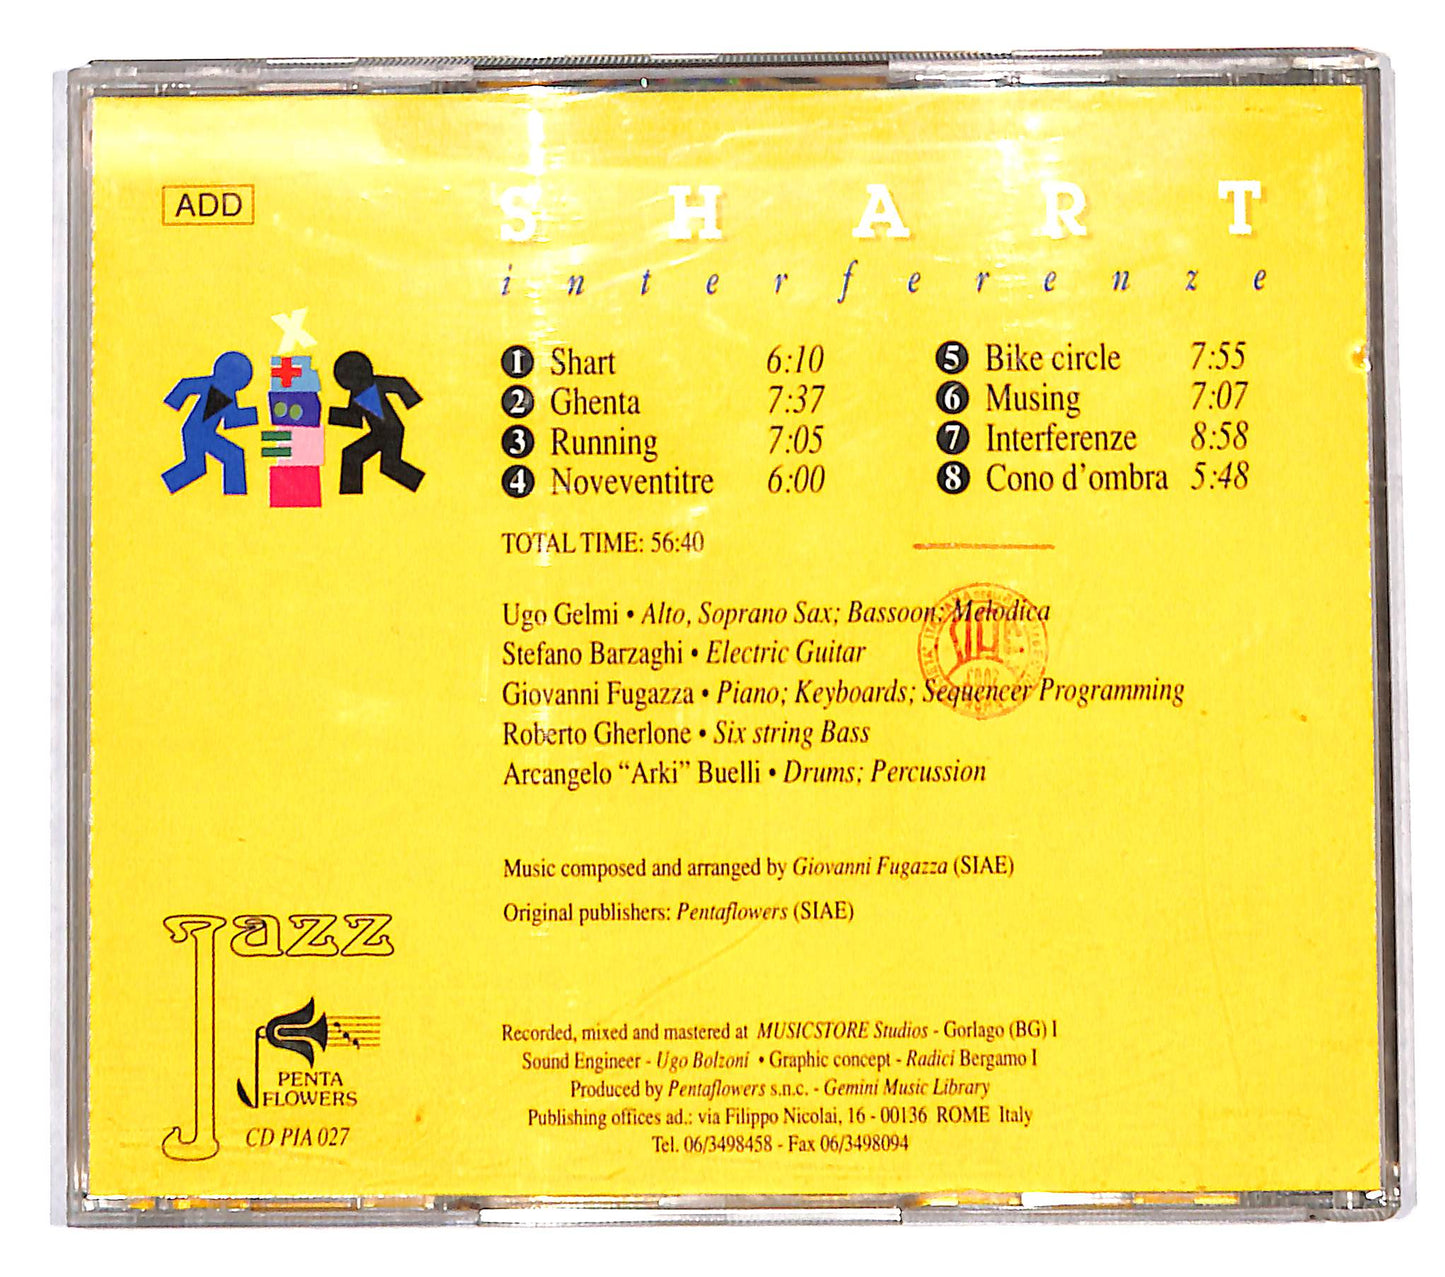 ADD
S H A R T
interferenze
x
1 Shart 6:10
2 Ghenta 7:37
3 Running 7:05
4 Noveventitre 6:00
5 Bike circle 7:55
6 Musing 7:07
7 Interferenze 8:58
8 Cono d'ombra 5:48
TOTAL TIME: 56:40
Ugo Gelmi • Alto, Soprano Sax; Bassoon; Melodica
Stefano Barzaghi • Electric Guitar
Giovanni Fugazza • Piano; Keyboards; Sequencer Programming
Roberto Gherlone • Six string Bass
Arcangelo “Arki” Buelli • Drums; Percussion
Music composed and arranged by Giovanni Fugazza (SIAE)
Original publishers: Pentaflowers (SIAE)
Jazz
PENTA
FLOWERS
CD PIA 027
Recorded, mixed and mastered at MUSICSTORE Studios - Gorlago (BG) I
Sound Engineer - Ugo Bolzoni • Graphic concept - Radici Bergamo I
Produced by Pentaflowers s.n.c. - Gemini Music Library
Publishing offices ad.: via Filippo Nicolai, 16 - 00136 ROME Italy
Tel. 06/3498458 - Fax 06/3498094